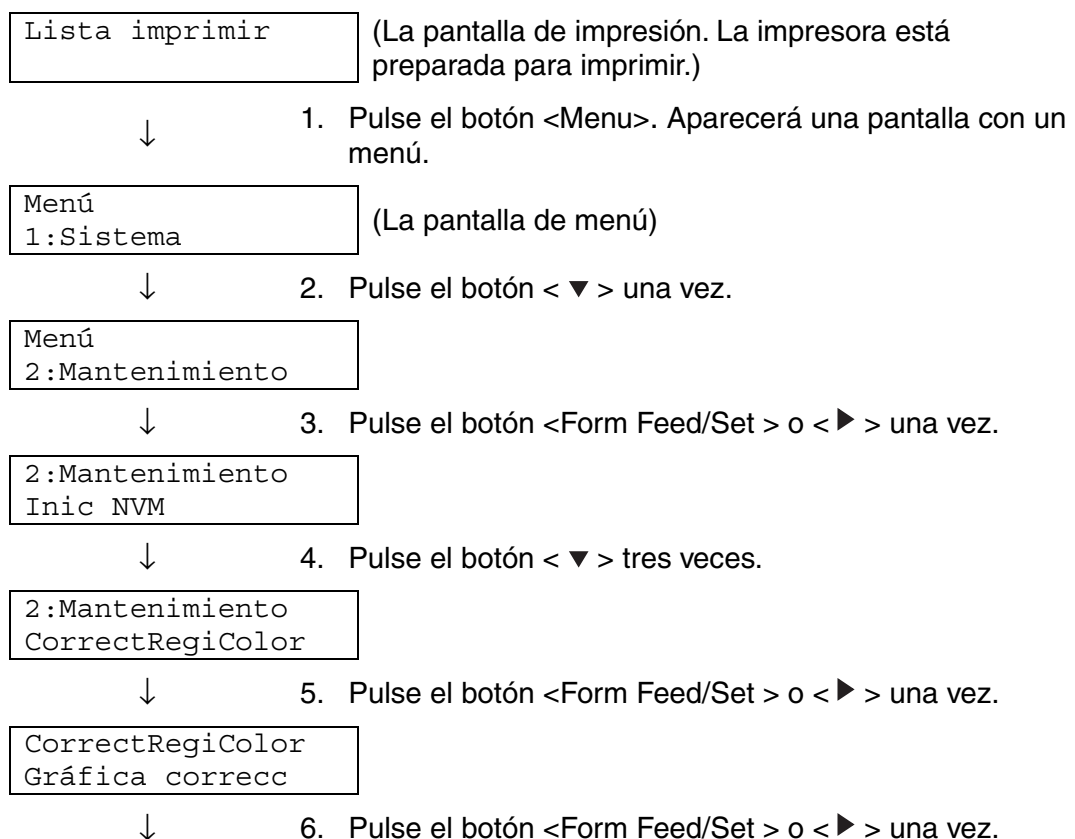 Lista imprimir
(La pantalla de impresión. La impresora está
preparada para imprimir.)
↓
1. Pulse el botón <Menu>. Aparecerá una pantalla con un
menú.
Menú
1:Sistema
(La pantalla de menú)
↓
2. Pulse el botón < ▼ > una vez.
Menú
2:Mantenimiento
↓
3. Pulse el botón <Form Feed/Set > o < ▶ > una vez.
2:Mantenimiento
Inic NVM
↓
4. Pulse el botón < ▼ > tres veces.
2:Mantenimiento
CorrectRegiColor
↓
5. Pulse el botón <Form Feed/Set > o < ▶ > una vez.
CorrectRegiColor
Gráfica correcc
↓
6. Pulse el botón <Form Feed/Set > o < ▶ > una vez.